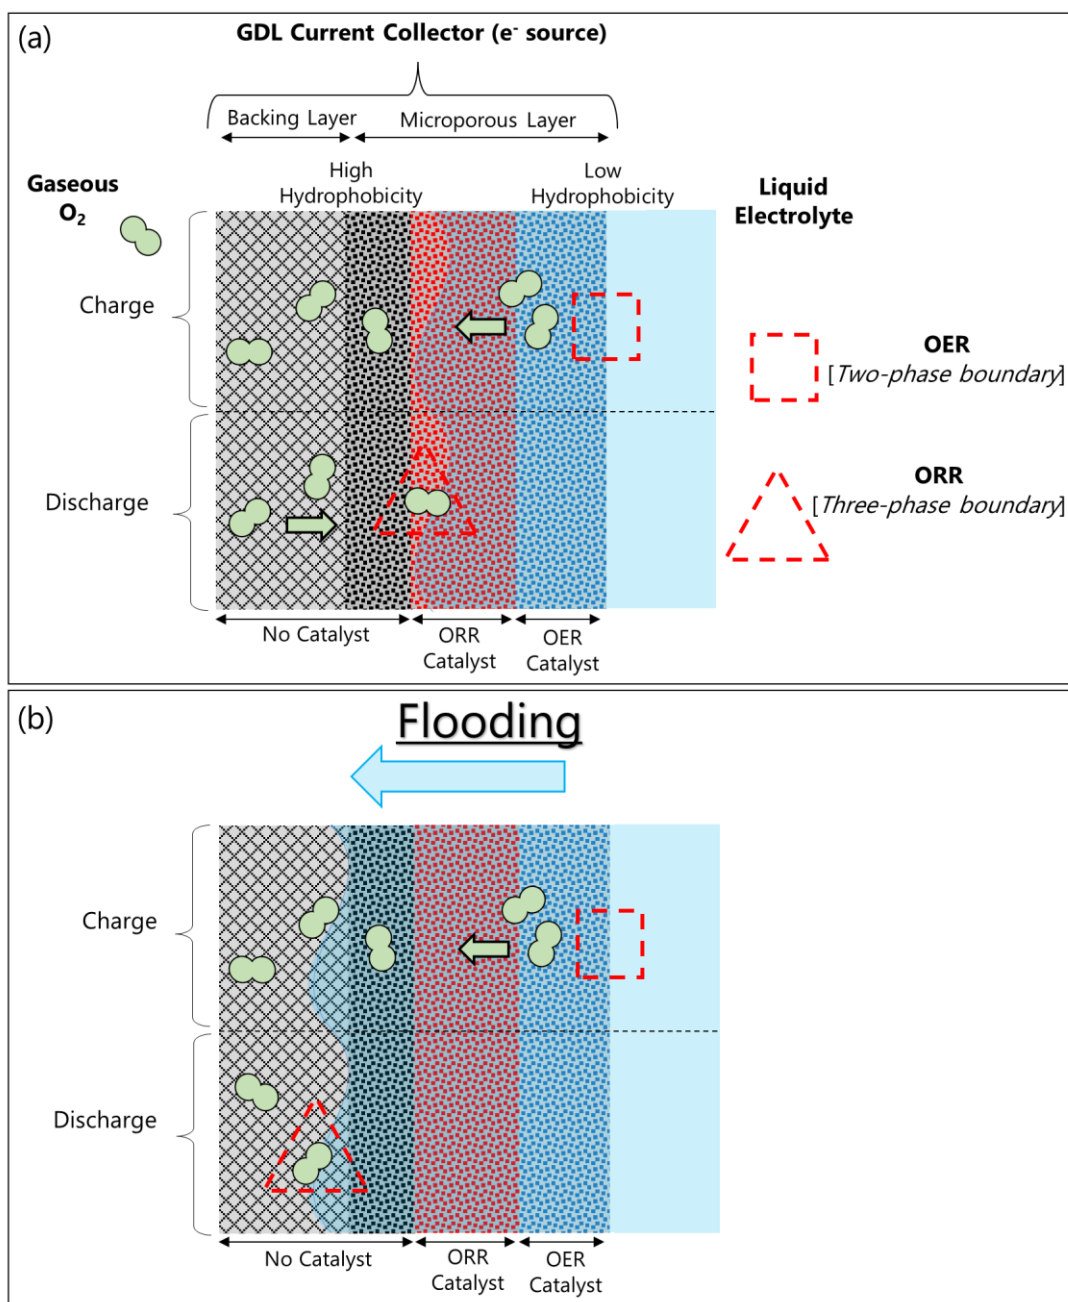 (a)
GDL Current Collector (e⁻ source)
Backing Layer
Microporous Layer
High
Hydrophobicity
Low
Hydrophobicity
Gaseous
O₂
Liquid
Electrolyte
Charge
Discharge
OER
[Two-phase boundary]
ORR
[Three-phase boundary]
No Catalyst
ORR
Catalyst
OER
Catalyst
(b)
Flooding
Charge
Discharge
No Catalyst
ORR
Catalyst
OER
Catalyst